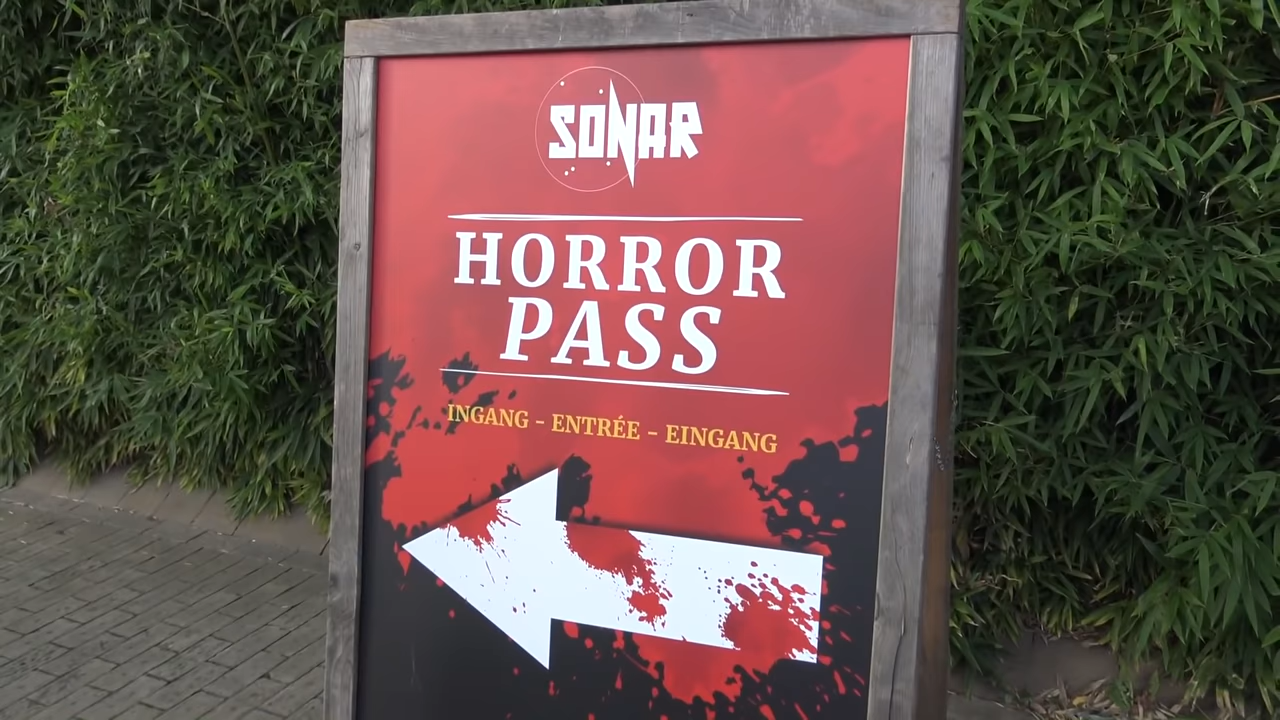 SONAR
HORROR
PASS
INGANG - ENTRÉE - EINGANG